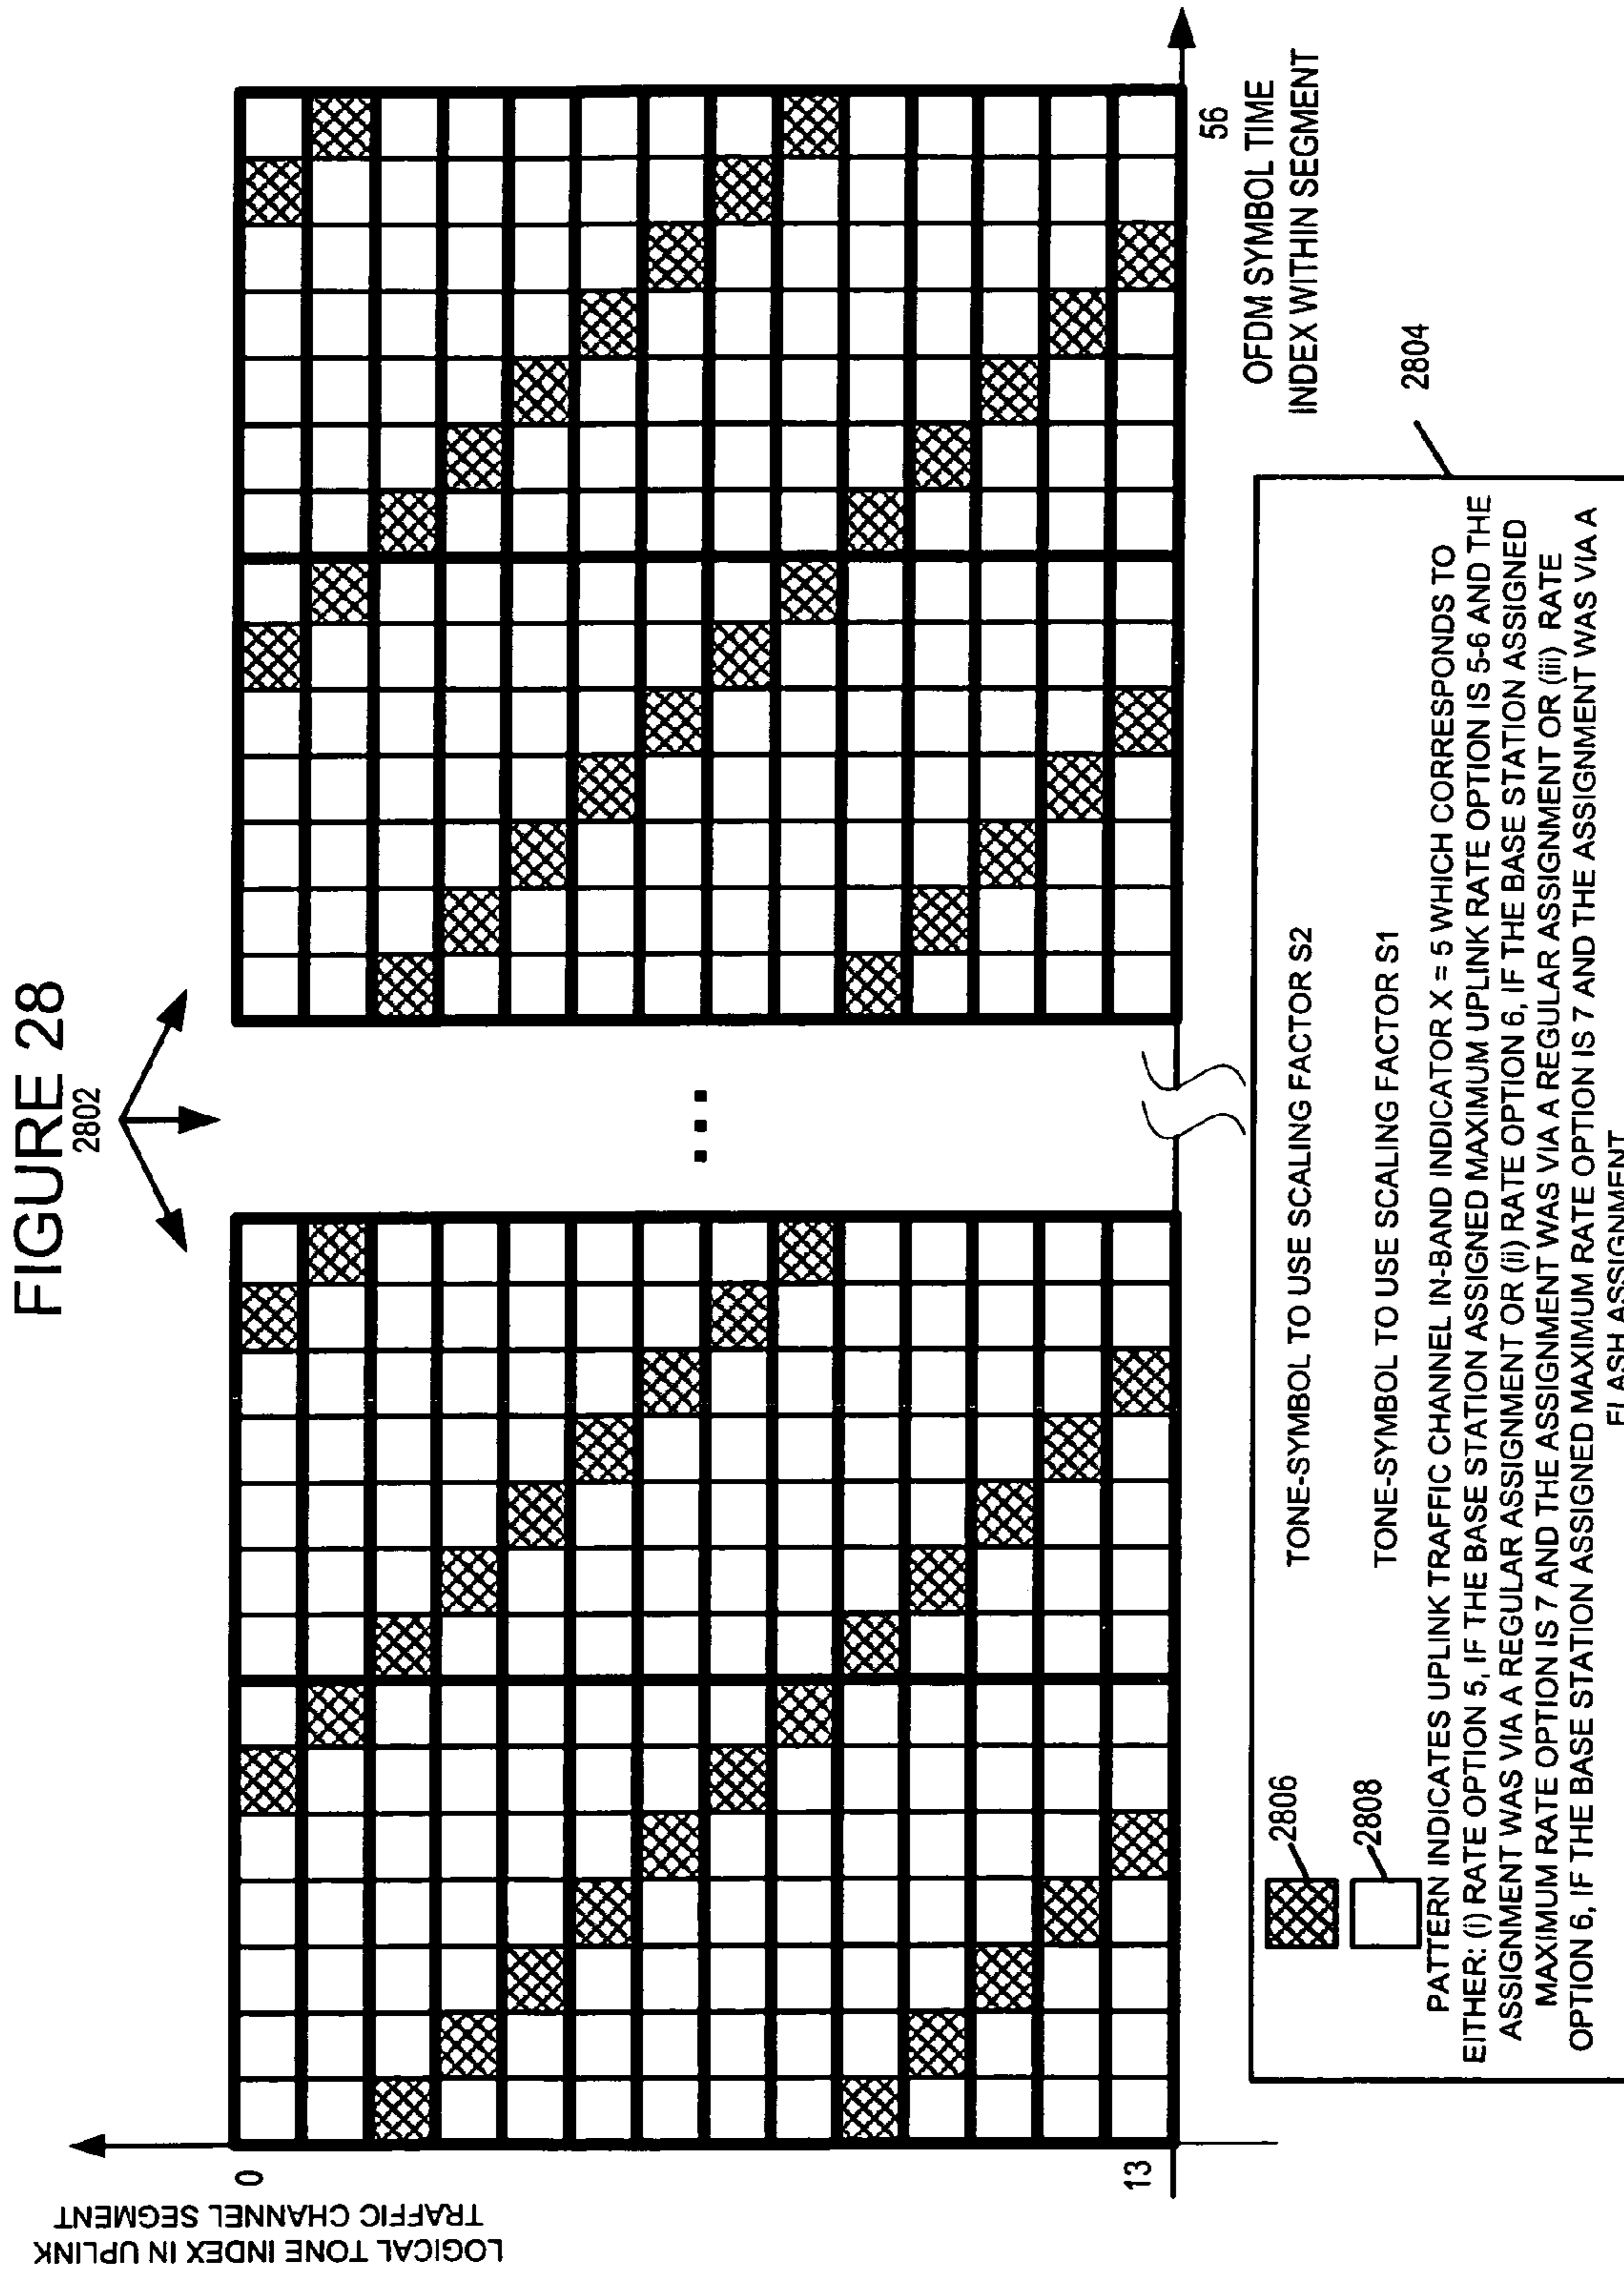 FIGURE 28
2802
LOGICAL TONE INDEX IN UPLINK
TRAFFIC CHANNEL SEGMENT
0
13
...
56
OFDM SYMBOL TIME
INDEX WITHIN SEGMENT
2804
2806
TONE-SYMBOL TO USE SCALING FACTOR S2
2808
TONE-SYMBOL TO USE SCALING FACTOR S1
PATTERN INDICATES UPLINK TRAFFIC CHANNEL IN-BAND INDICATOR X = 5 WHICH CORRESPONDS TO
EITHER: (i) RATE OPTION 5, IF THE BASE STATION ASSIGNED MAXIMUM UPLINK RATE OPTION IS 5-6 AND THE
ASSIGNMENT WAS VIA A REGULAR ASSIGNMENT OR (ii) RATE OPTION 6, IF THE BASE STATION ASSIGNED
MAXIMUM RATE OPTION IS 7 AND THE ASSIGNMENT WAS VIA A REGULAR ASSIGNMENT OR (iii) RATE
OPTION 6, IF THE BASE STATION ASSIGNED MAXIMUM RATE OPTION IS 7 AND THE ASSIGNMENT WAS VIA A
FLASH ASSIGNMENT